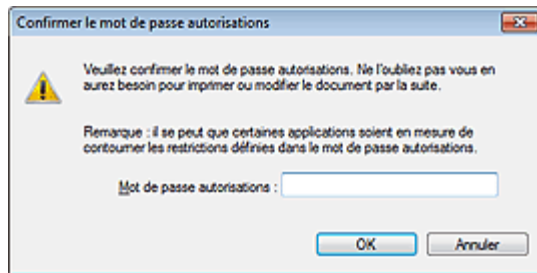 Confirmer le mot de passe autorisations
Veuillez confirmer le mot de passe autorisations. Ne l'oubliez pas vous en
aurez besoin pour imprimer ou modifier le document par la suite.
Remarque : il se peut que certaines applications soient en mesure de
contourner les restrictions définies dans le mot de passe autorisations.
Mot de passe autorisations :
OK Annuler